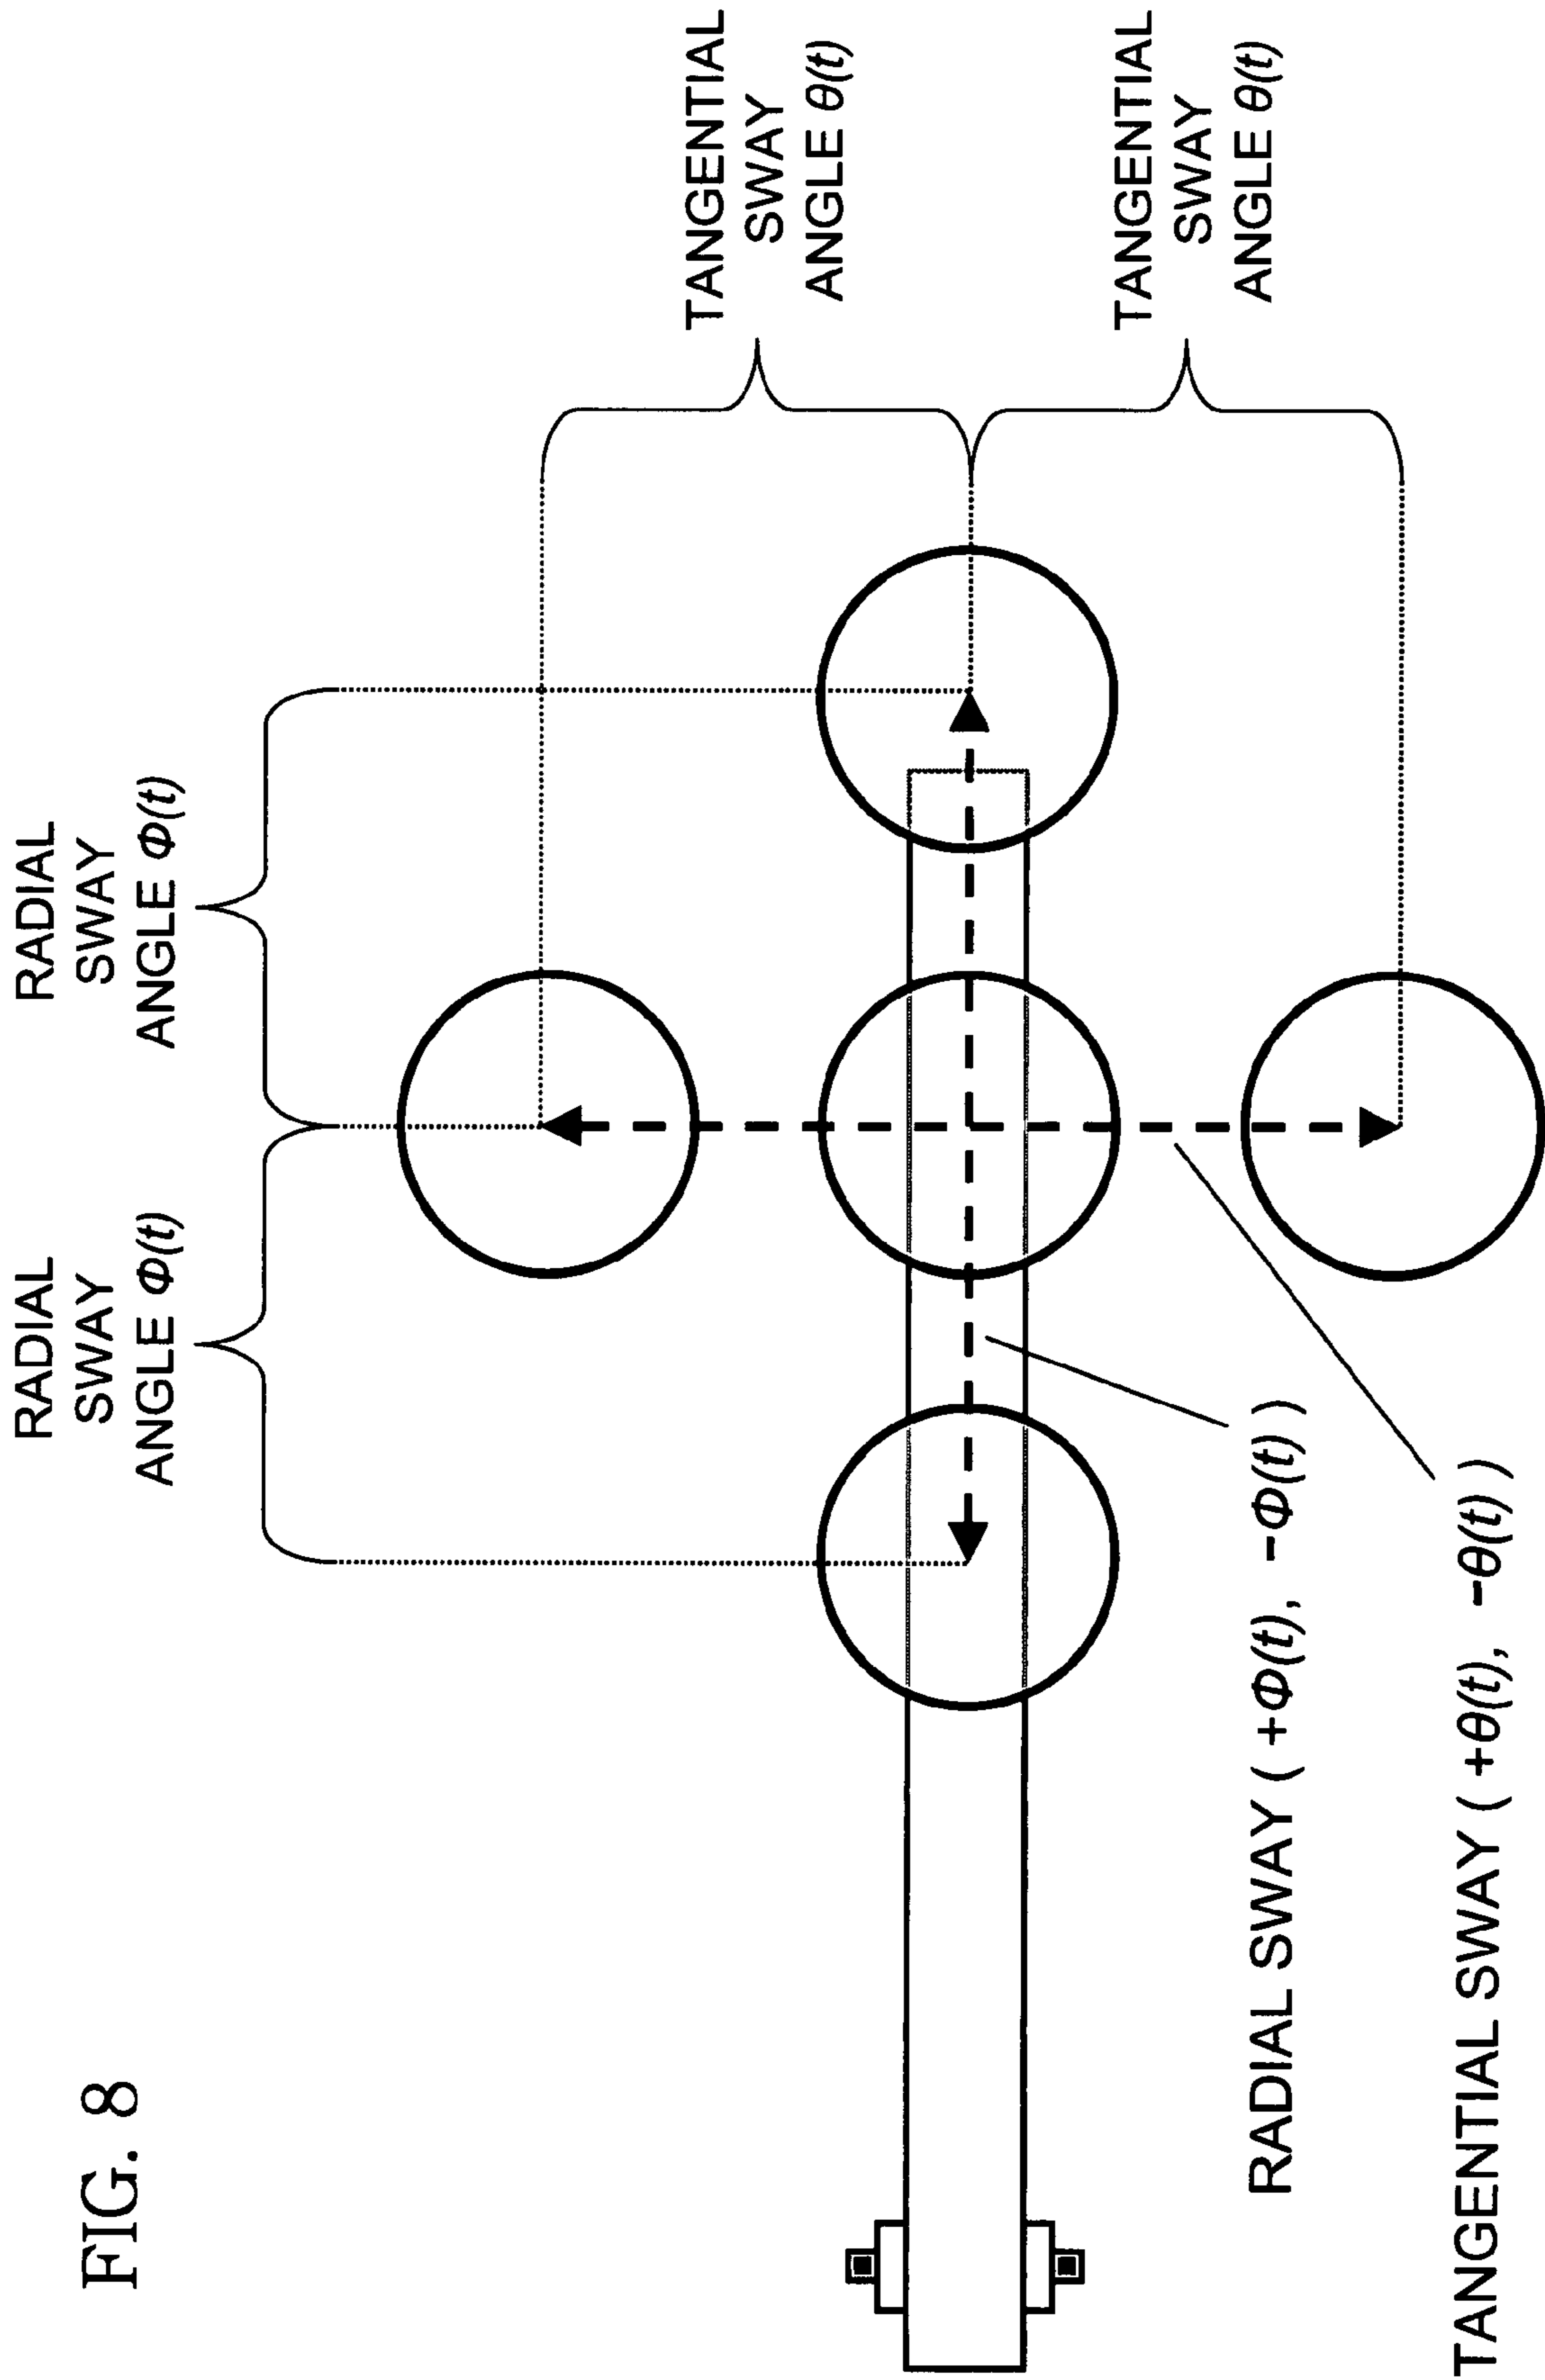 FIG. 8
RADIAL
SWAY
ANGLE Φ(t)
RADIAL
SWAY
ANGLE Φ(t)
TANGENTIAL
SWAY
ANGLE θ(t)
TANGENTIAL
SWAY
ANGLE θ(t)
RADIAL SWAY ( +Φ(t), −Φ(t) )
TANGENTIAL SWAY ( +θ(t), −θ(t) )